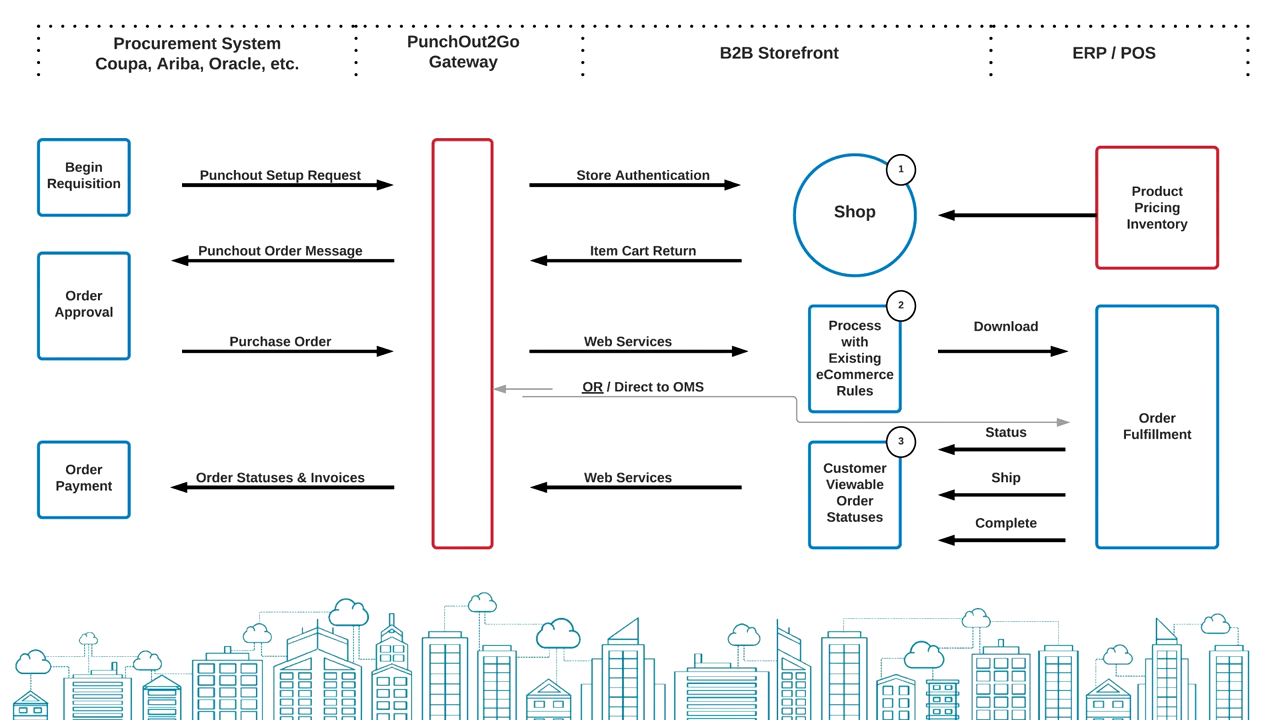 Procurement System
Coupa, Ariba, Oracle, etc.
PunchOut2Go
Gateway
B2B Storefront
ERP / POS
Begin
Requisition
Punchout Setup Request
Store Authentication
1
Shop
Product
Pricing
Inventory
Punchout Order Message
Item Cart Return
Order
Approval
Purchase Order
Web Services
2
Process
with
Existing
eCommerce
Rules
Download
OR / Direct to OMS
Order
Fulfillment
Status
Ship
Complete
3
Customer
Viewable
Order
Statuses
Web Services
Order Statuses & Invoices
Order
Payment